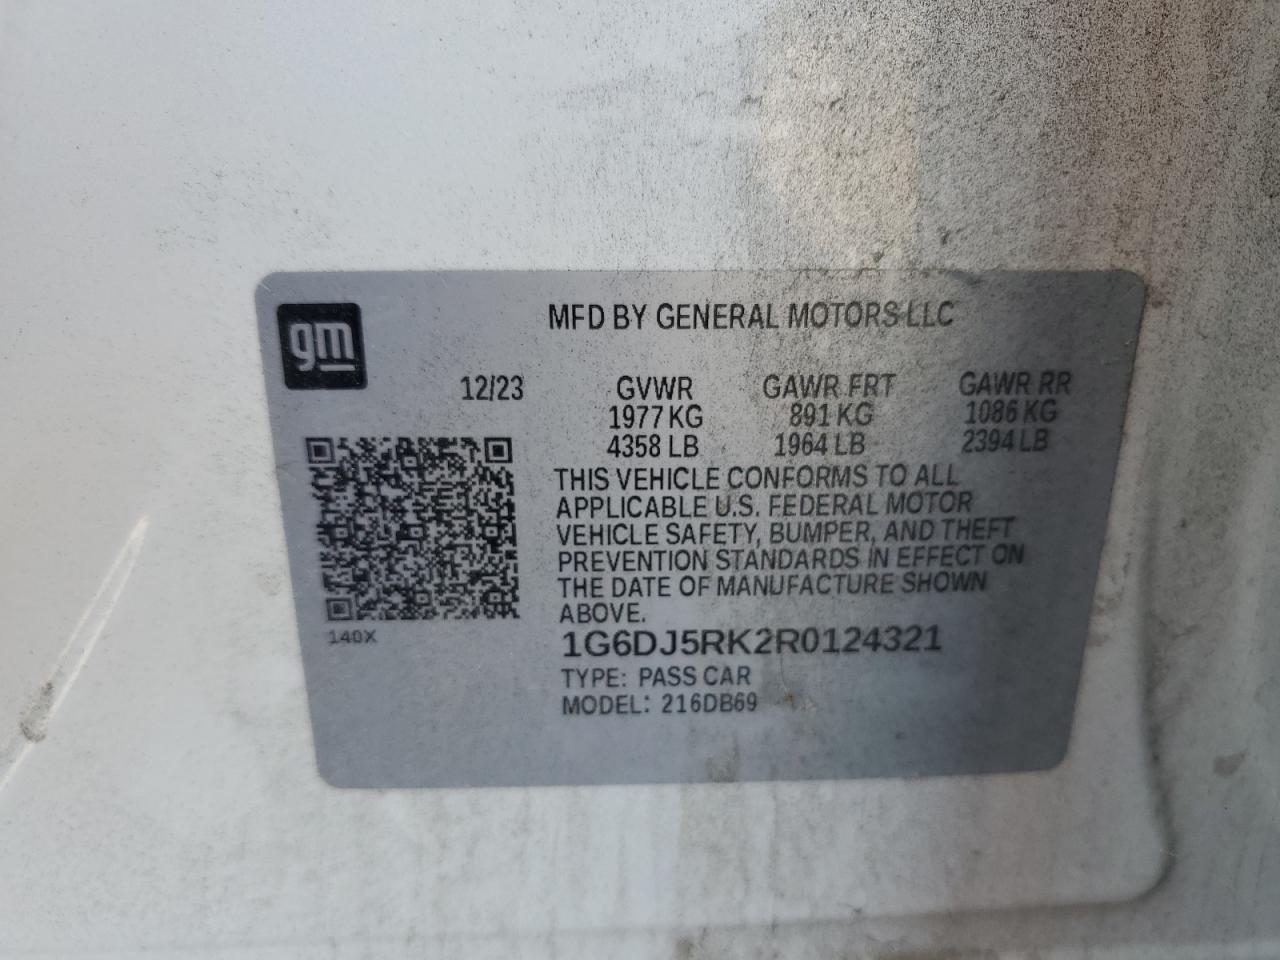 gm
MFD BY GENERAL MOTORS LLC
12/23 GVWR GAWR FRT GAWR RR
1977 KG 891 KG 1086 KG
4358 LB 1964 LB 2394 LB
THIS VEHICLE CONFORMS TO ALL
APPLICABLE U.S. FEDERAL MOTOR
VEHICLE SAFETY, BUMPER, AND THEFT
PREVENTION STANDARDS IN EFFECT ON
THE DATE OF MANUFACTURE SHOWN
ABOVE.
140X
1G6DJ5RK2R0124321
TYPE: PASS CAR
MODEL: 216DB69